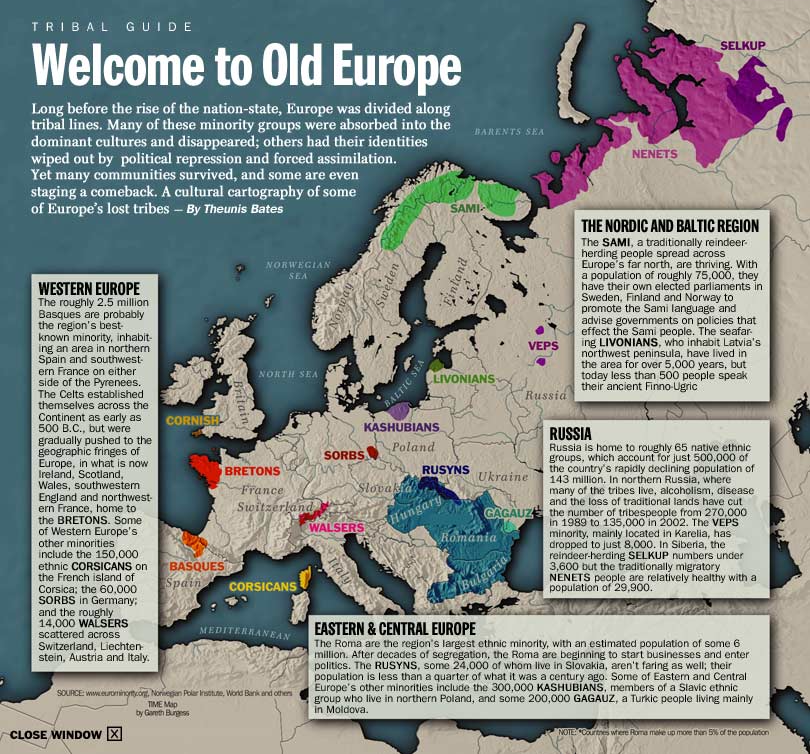 TRIBAL GUIDE
Welcome to Old Europe
Long before the rise of the nation-state, Europe was divided along
tribal lines. Many of these minority groups were absorbed into the
dominant cultures and disappeared; others had their identities
wiped out by political repression and forced assimilation.
Yet many communities survived, and some are even
staging a comeback. A cultural cartography of some
of Europe's lost tribes — By Theunis Bates
SELKUP
BARENTS SEA
NENETS
SAMI
NORWEGIAN
SEA
Norway
Sweden
Finland
THE NORDIC AND BALTIC REGION
The SAMI, a traditionally reindeer-
herding people spread across
Europe's far north, are thriving. With
a population of roughly 75,000, they
have their own elected parliaments in
Sweden, Finland and Norway to
promote the Sami language and
advise governments on policies that
effect the Sami people. The seafar-
ing LIVONIANS, who inhabit Latvia's
northwest peninsula, have lived in
the area for over 5,000 years, but
today less than 500 people speak
their ancient Finno-Ugric
WESTERN EUROPE
The roughly 2.5 million
Basques are probably
the region's best-
known minority, inhabit-
ing an area in northern
Spain and southwest-
ern France on either
side of the Pyrenees.
The Celts established
themselves across the
Continent as early as
500 B.C., but were
gradually pushed to the
geographic fringes of
Europe, in what is now
Ireland, Scotland,
Wales, southwestern
England and northwest-
ern France, home to
the BRETONS. Some
of Western Europe's
other minorities
include the 150,000
ethnic CORSICANS on
the French island of
Corsica; the 60,000
SORBS in Germany;
and the roughly
14,000 WALSERS
scattered across
Switzerland, Liechten-
stein, Austria and Italy.
VEPS
NORTH SEA
BALTIC SEA
LIVONIANS
Russia
Britain
CORNISH
KASHUBIANS
Poland
SORBS
BRETONS
RUSYNS
Ukraine
France
Slovakia
Switzerland
Hungary
GAGAUZ
WALSERS
Romania
BASQUES
Spain
CORSICANS
Italy
Bulgaria
MEDITERRANEAN
RUSSIA
Russia is home to roughly 65 native ethnic
groups, which account for just 500,000 of
the country's rapidly declining population of
143 million. In northern Russia, where
many of the tribes live, alcoholism, disease
and the loss of traditional lands have cut
the number of tribespeople from 270,000
in 1989 to 135,000 in 2002. The VEPS
minority, mainly located in Karelia, has
dropped to just 8,000. In Siberia, the
reindeer-herding SELKUP numbers under
3,600 but the traditionally migratory
NENETS people are relatively healthy with a
population of 29,900.
EASTERN & CENTRAL EUROPE
The Roma are the region's largest ethnic minority, with an estimated population of some 6
million. After decades of segregation, the Roma are beginning to start businesses and enter
politics. The RUSYNS, some 24,000 of whom live in Slovakia, aren't faring as well; their
population is less than a quarter of what it was a century ago. Some of Eastern and Central
Europe's other minorities include the 300,000 KASHUBIANS, members of a Slavic ethnic
group who live in northern Poland, and some 200,000 GAGAUZ, a Turkic people living mainly
in Moldova.
SOURCE: www.eurominority.org, Norwegian Polar Institute, World Bank and others
TIME Map
by Gareth Burgess
CLOSE WINDOW X
NOTE: *Countries where Roma make up more than 5% of the population